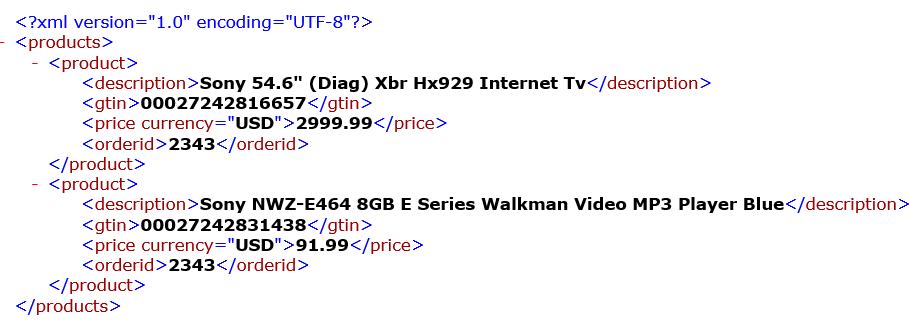 <?xml version="1.0" encoding="UTF-8"?>
- <products>
- <product>
<description>Sony 54.6" (Diag) Xbr Hx929 Internet Tv</description>
<gtin>00027242816657</gtin>
<price currency="USD">2999.99</price>
<orderid>2343</orderid>
</product>
- <product>
<description>Sony NWZ-E464 8GB E Series Walkman Video MP3 Player Blue</description>
<gtin>00027242831438</gtin>
<price currency="USD">91.99</price>
<orderid>2343</orderid>
</product>
</products>